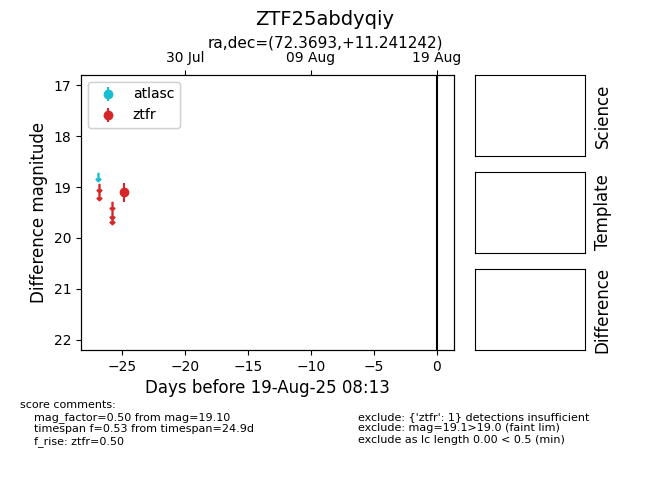 ZTF25abdyqiy
ra,dec=(72.3693,+11.241242)
30 Jul
09 Aug
19 Aug
atlasc
ztfr
17
18
19
20
21
22
Difference magnitude
−25
−20
−15
−10
−5
0
Days before 19-Aug-25 08:13
Science
Template
Difference
score comments:
mag_factor=0.50 from mag=19.10
timespan f=0.53 from timespan=24.9d
f_rise: ztfr=0.50
exclude: {'ztfr': 1} detections insufficient
exclude: mag=19.1>19.0 (faint lim)
exclude as lc length 0.00 < 0.5 (min)